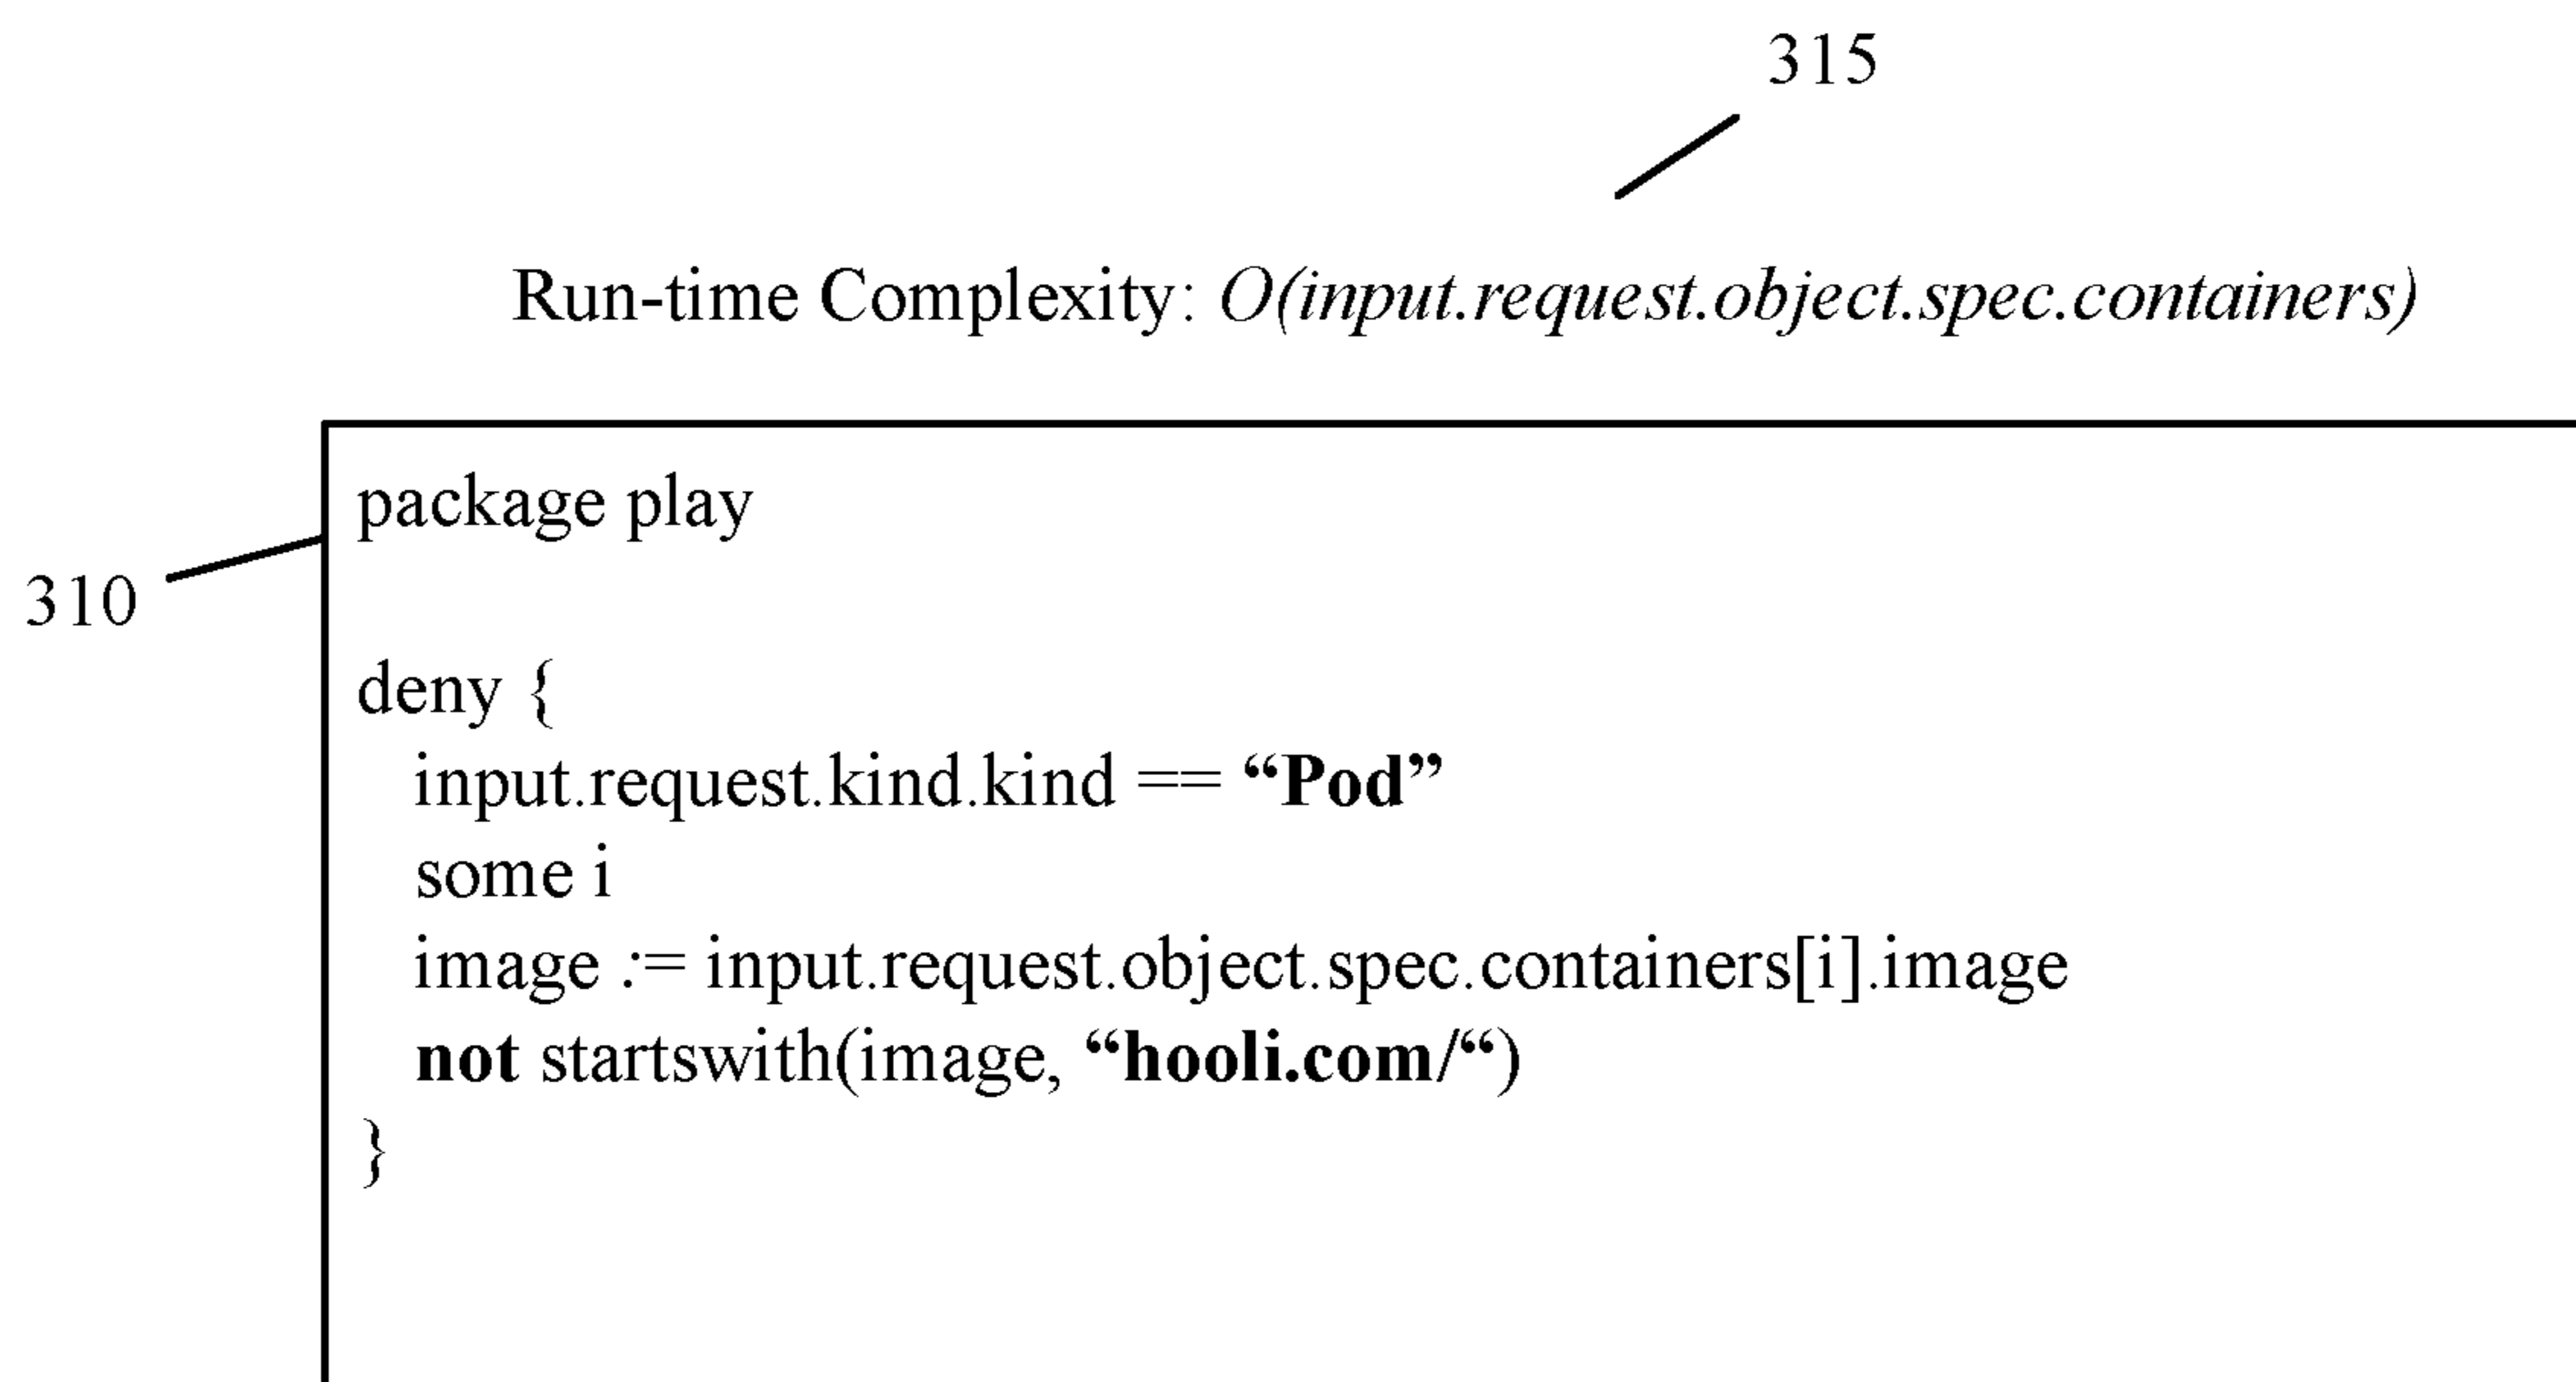 315
Run-time Complexity: O(input.request.object.spec.containers)
package play
310
deny {
input.request.kind.kind == “Pod”
some i
image := input.request.object.spec.containers[i].image
not startswith(image, “hooli.com/“)
}